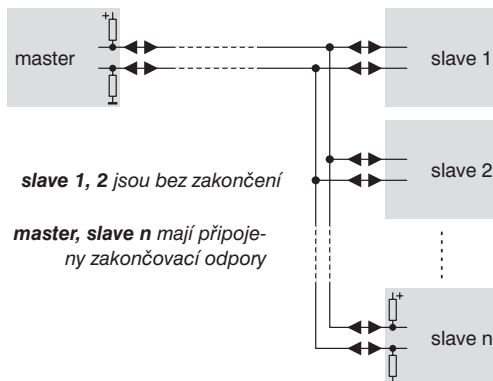 +
master
slave 1
slave 2
slave 1, 2 jsou bez zakončení
master, slave n mají připoje-
ny zakončovací odpory
+
slave n